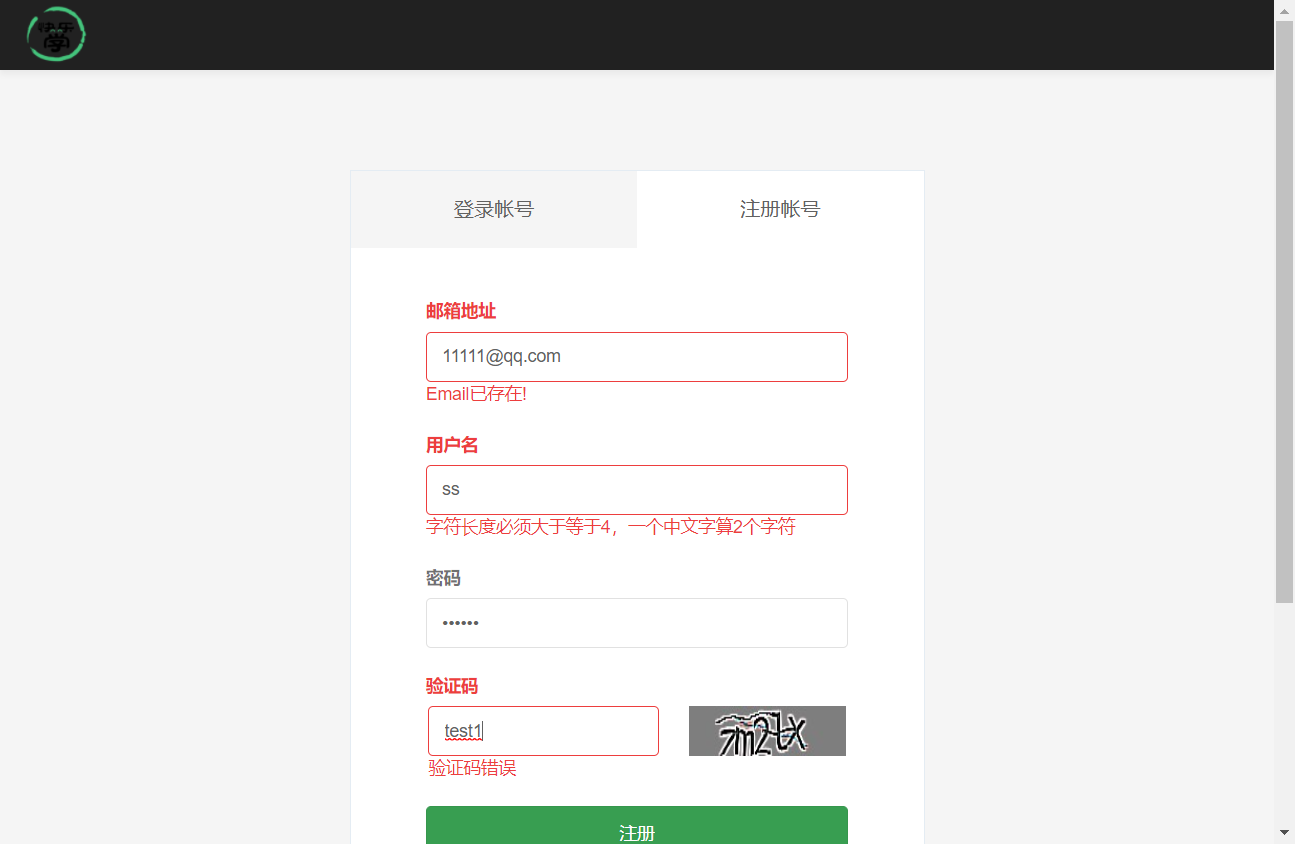 快乐
学
登录帐号
注册帐号
邮箱地址
11111@qq.com
Email已存在!
用户名
ss
字符长度必须大于等于4，一个中文字算2个字符
密码
••••••
验证码
test1
验证码错误
注册